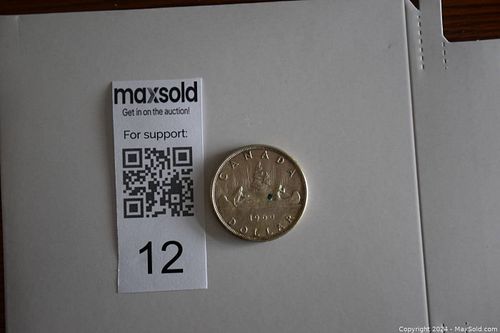 maxsold
Get in on the auction!
For support:
12
CANADA
DOLLAR
Copyright 2024 - MaxSold.com